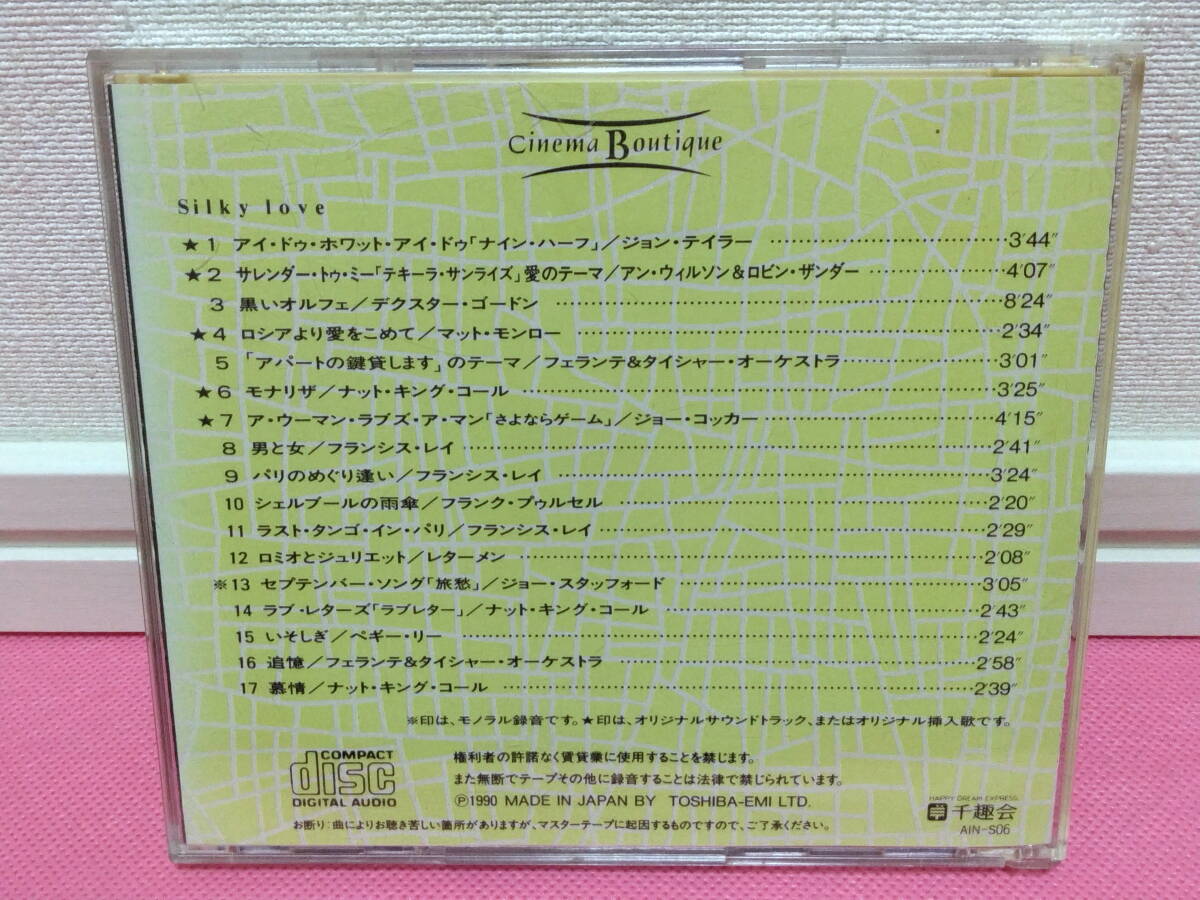 Cinema Boutique
Silky love
★1 アイ・ドゥ・ホワット・アイ・ドゥ「ナイン・ハーフ」/ジョン・テイラー ……………………3′44″
★2 サレンダー・トゥ・ミー「テキーラ・サンライズ」愛のテーマ/アン・ウィルソン&ロビン・ザンダー ……………4′07″
3 黒いオルフェ/デクスター・ゴードン ……………………8′24″
★4 ロシアより愛をこめて/マット・モンロー ……………………2′34″
5 「アパートの鍵貸します」のテーマ/フェランテ&タイシャー・オーケストラ ……………3′01″
★6 モナリザ/ナット・キング・コール ……………………3′25″
★7 ア・ウーマン・ラブズ・ア・マン「さよならゲーム」/ジョー・コッカー ……………………4′15″
8 男と女/フランシス・レイ ……………………2′41″
9 パリのめぐり逢い/フランシス・レイ ……………………3′24″
10 シェルブールの雨傘/フランク・プゥルセル ……………………2′20″
11 ラスト・タンゴ・イン・パリ/フランシス・レイ ……………………2′29″
12 ロミオとジュリエット/レターメン ……………………2′08″
※13 セプテンバー・ソング「旅愁」/ジョー・スタッフォード ……………………3′05″
14 ラブ・レターズ「ラブレター」/ナット・キング・コール ……………………2′43″
15 いそしぎ/ペギー・リー ……………………2′24″
16 追憶/フェランテ&タイシャー・オーケストラ ……………………2′58″
17 慕情/ナット・キング・コール ……………………2′39″
※印は、モノラル録音です。★印は、オリジナルサウンドトラック、またはオリジナル挿入歌です。
COMPACT
disc
DIGITAL AUDIO
権利者の許諾なく賃貸業に使用することを禁じます。
また無断でテープその他に録音することは法律で禁じられています。
Ⓟ1990 MADE IN JAPAN BY TOSHIBA-EMI LTD.
お断り:曲によりお聴き苦しい箇所がありますが、マスターテープに起因するものですので、ご了承ください。
HAPPY DREAM EXPRESS
千趣会
AIN-S06